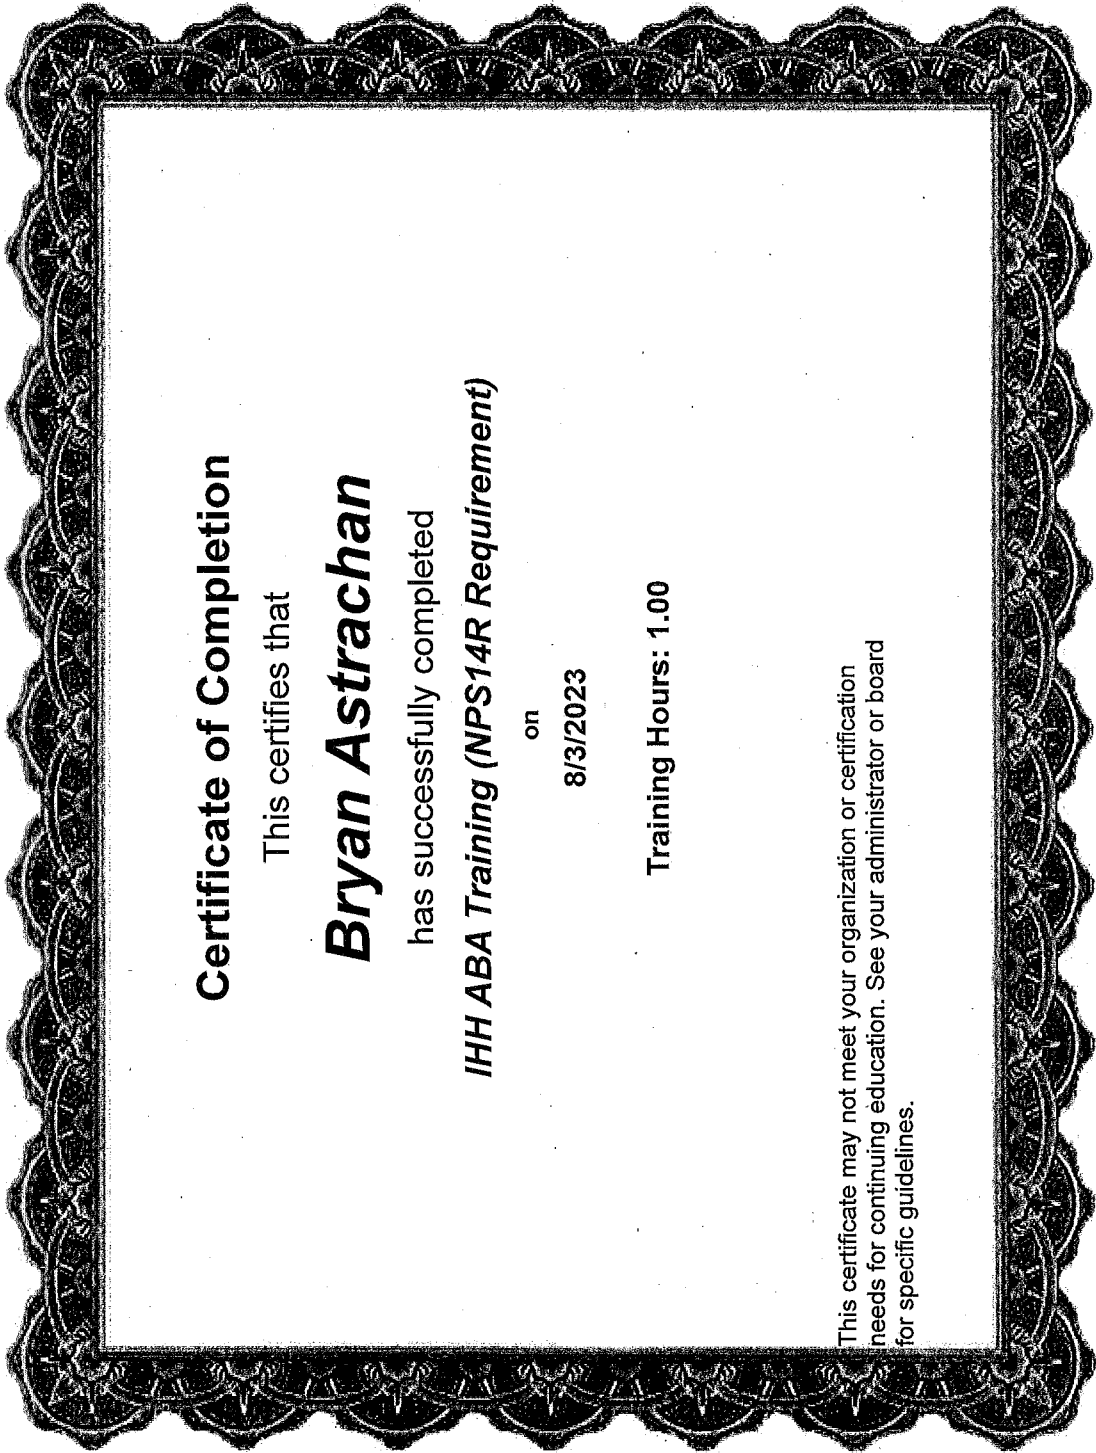 Certificate of Completion
This certifies that
Bryan Astrachan
has successfully completed
IHH ABA Training (NPS14R Requirement)
on
8/3/2023
Training Hours: 1.00
This certificate may not meet your organization or certification
needs for continuing education. See your administrator or board
for specific guidelines.